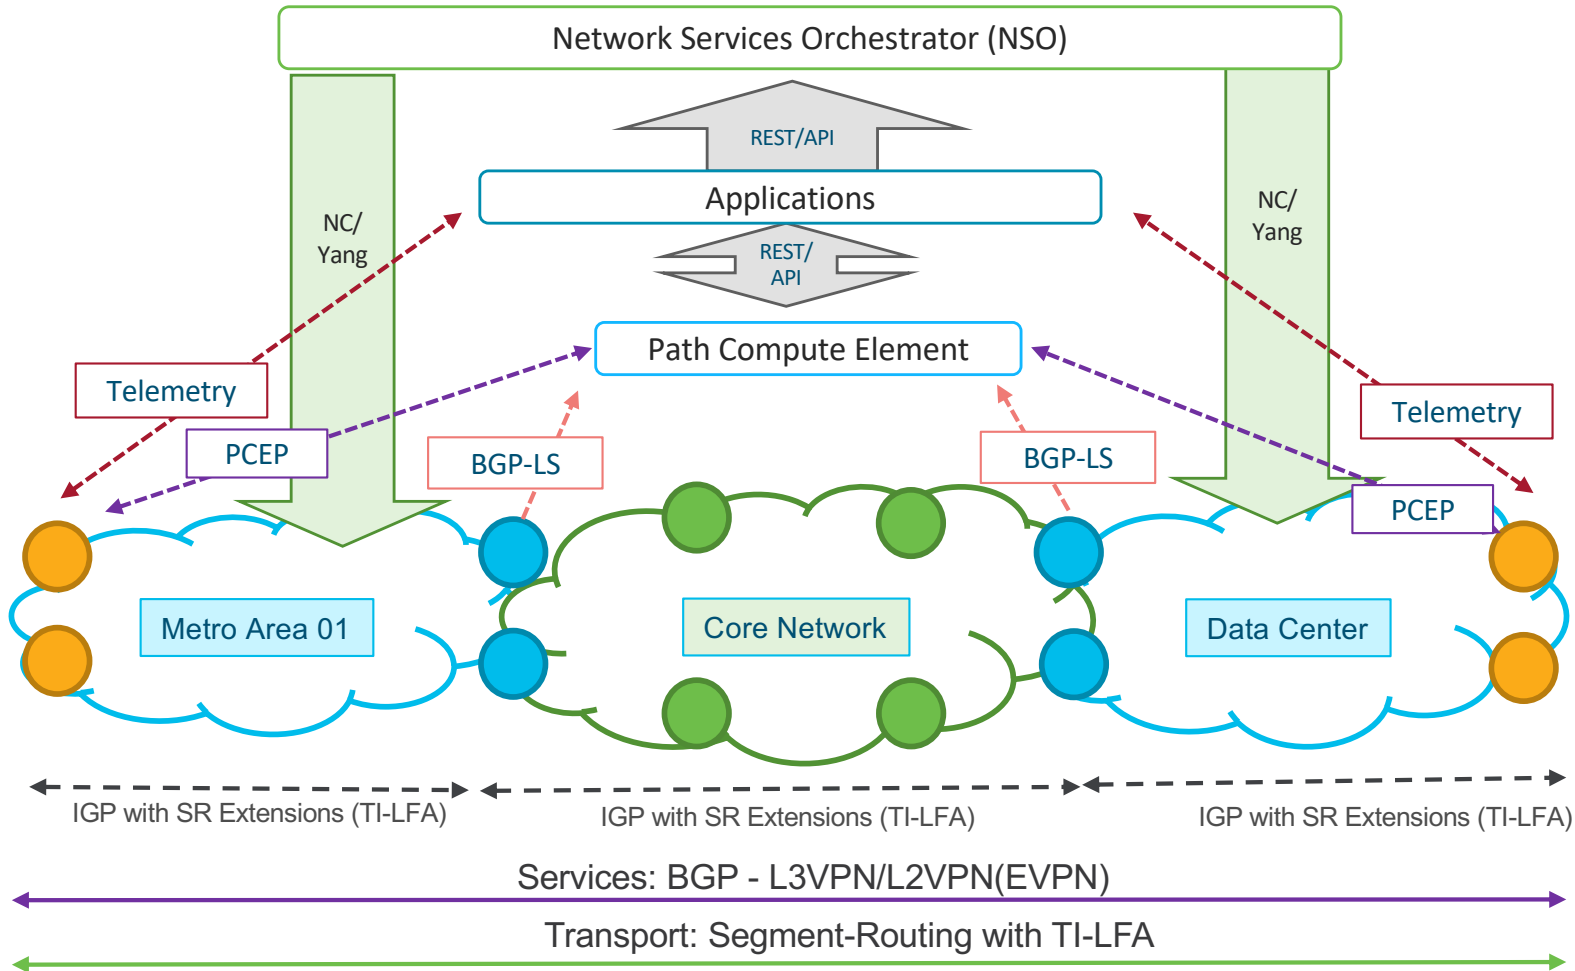 Network Services Orchestrator (NSO)
REST/API
Applications
NC/
Yang
NC/
Yang
REST/
API
Path Compute Element
Telemetry
Telemetry
PCEP
BGP-LS
BGP-LS
PCEP
Metro Area 01
Core Network
Data Center
IGP with SR Extensions (TI-LFA)
IGP with SR Extensions (TI-LFA)
IGP with SR Extensions (TI-LFA)
Services: BGP - L3VPN/L2VPN(EVPN)
Transport: Segment-Routing with TI-LFA